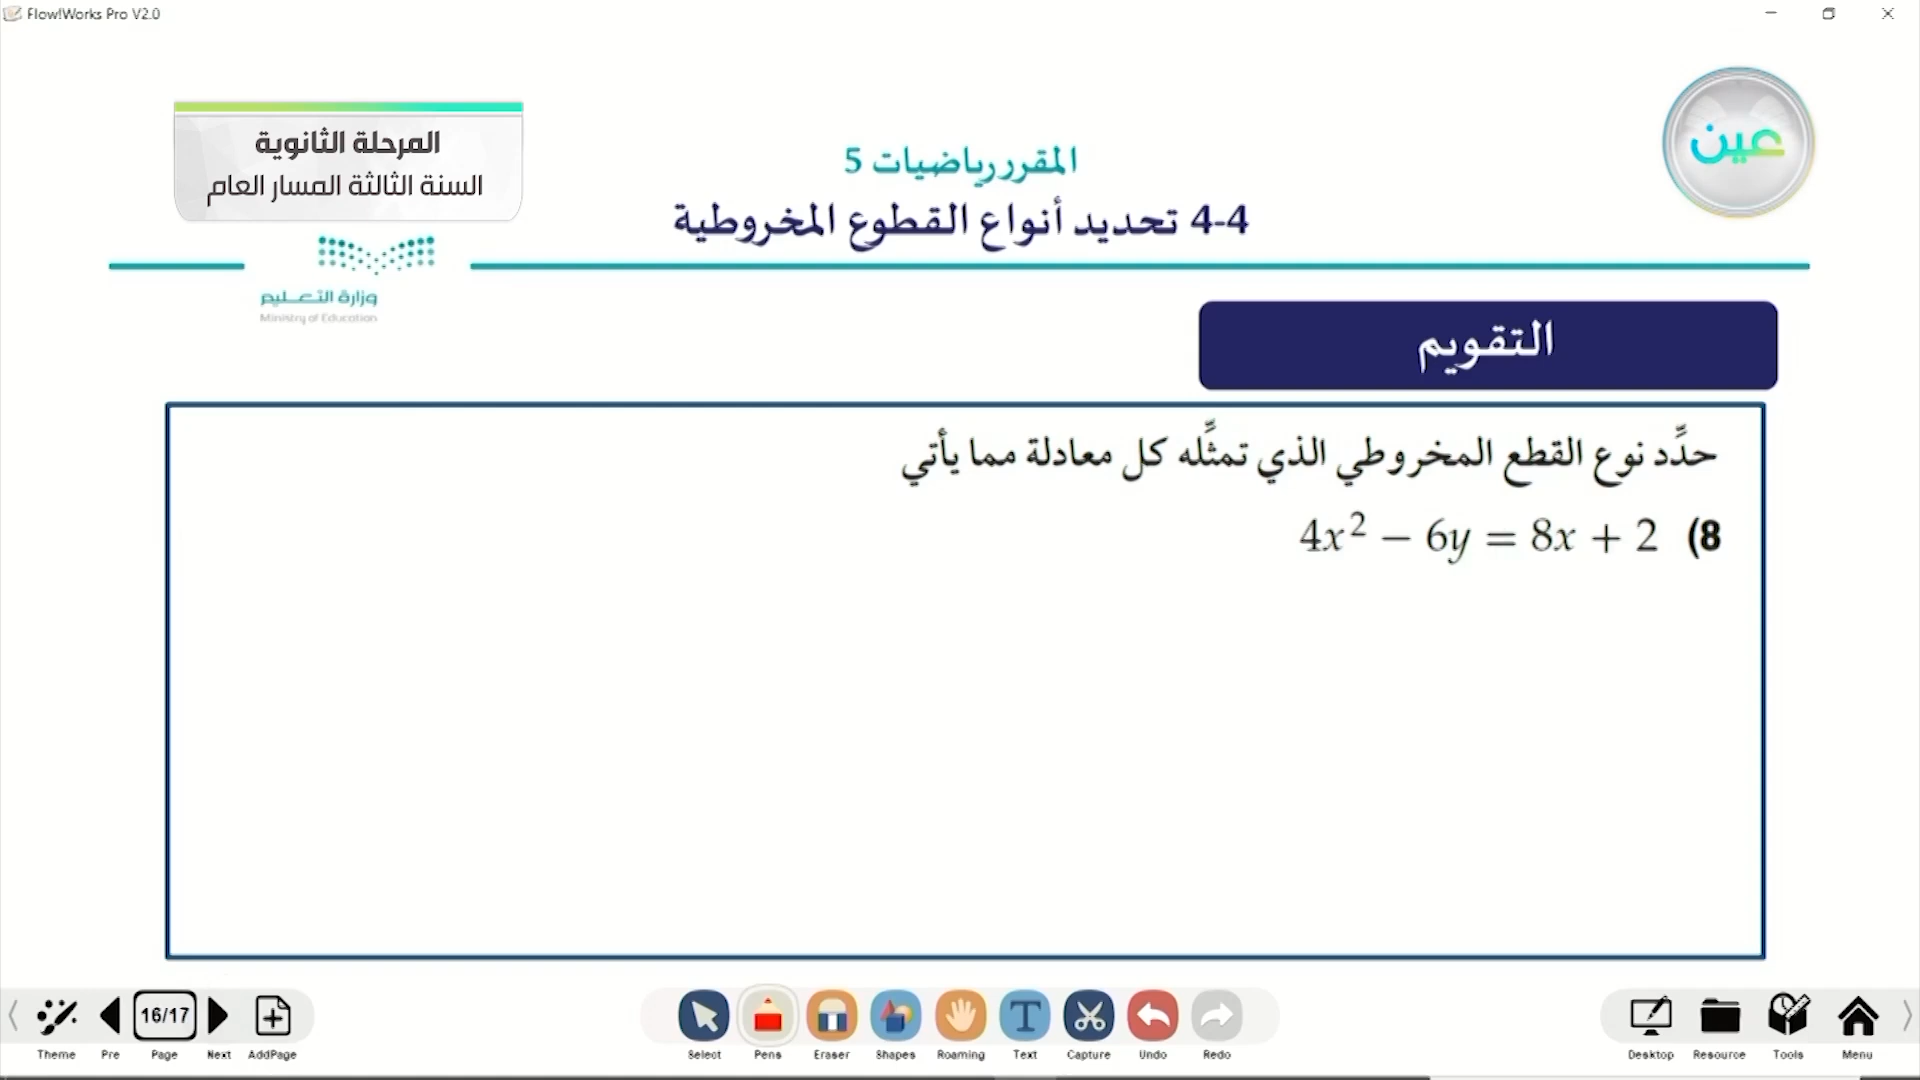 Flow!Works Pro V2.0
المرحلة الثانوية
السنة الثالثة المسار العام
المقرر رياضيات 5
4-4 تحديد أنواع القطوع المخروطية
عين
وزارة التعليم
Ministry of Education
التقويم
حدِّد نوع القطع المخروطي الذي تمثِّله كل معادلة مما يأتي
4x² − 6y = 8x + 2 (8
16/17
Theme Pre Page Next AddPage
Select Pens Eraser Shapes Roaming Text Capture Undo Redo
Desktop Resource Tools Menu